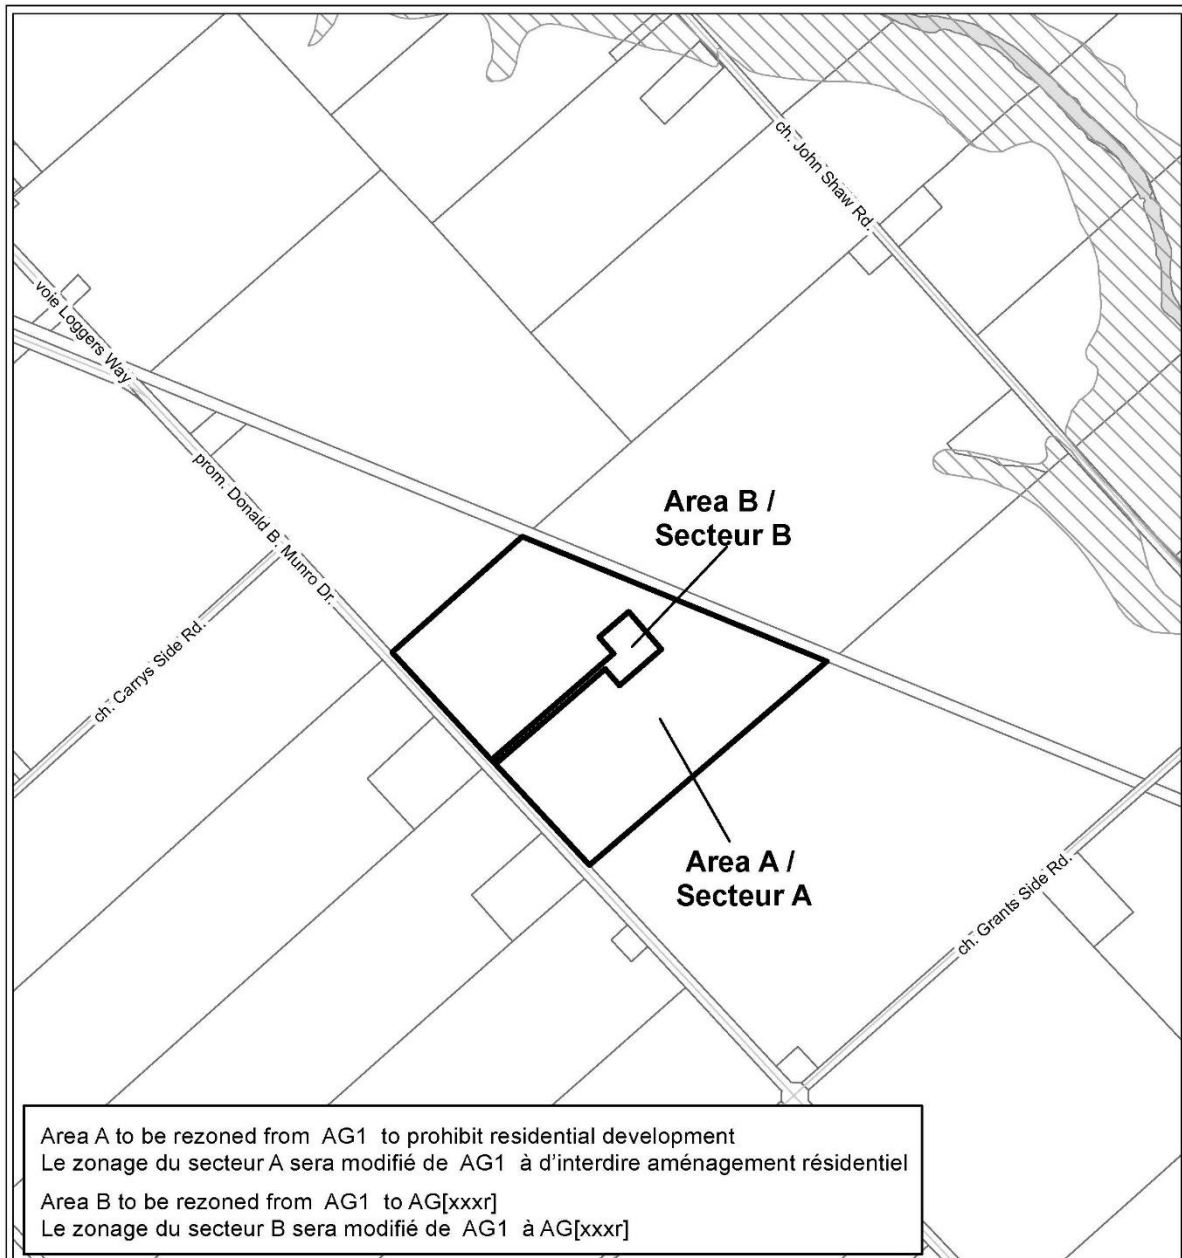 ch. John Shaw Rd.
voie Loggers Way
prom. Donald B. Munro Dr.
Area B /
Secteur B
ch. Carrys Side Rd.
Area A /
Secteur A
ch. Grants Side Rd.
Area A to be rezoned from AG1 to prohibit residential development
Le zonage du secteur A sera modifié de AG1 à d'interdire aménagement résidentiel
Area B to be rezoned from AG1 to AG[xxxr]
Le zonage du secteur B sera modifié de AG1 à AG[xxxr]